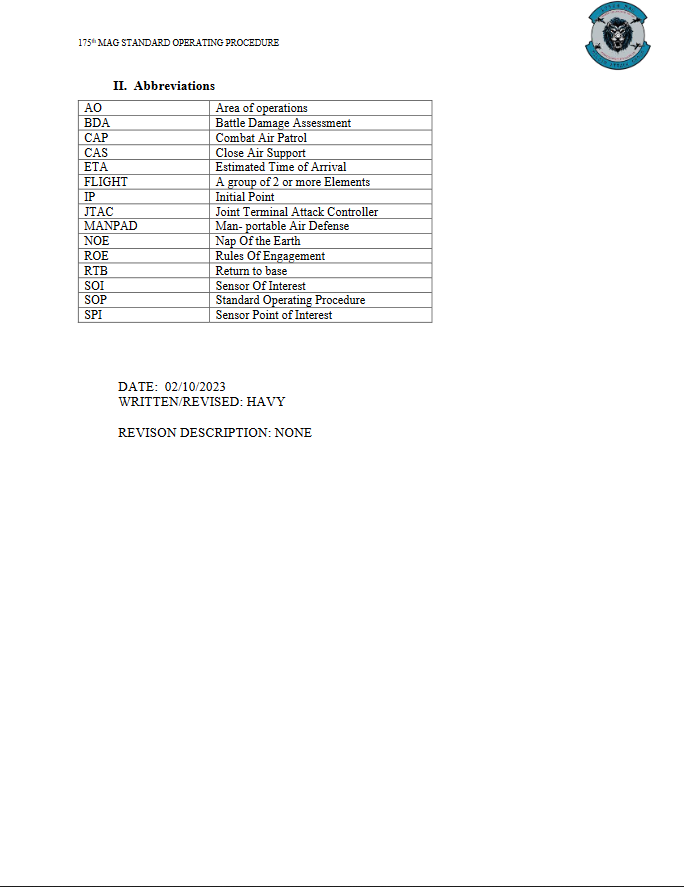 175th MAG STANDARD OPERATING PROCEDURE
II. Abbreviations
AO Area of operations
BDA Battle Damage Assessment
CAP Combat Air Patrol
CAS Close Air Support
ETA Estimated Time of Arrival
FLIGHT A group of 2 or more Elements
IP Initial Point
JTAC Joint Terminal Attack Controller
MANPAD Man- portable Air Defense
NOE Nap Of the Earth
ROE Rules Of Engagement
RTB Return to base
SOI Sensor Of Interest
SOP Standard Operating Procedure
SPI Sensor Point of Interest
DATE: 02/10/2023
WRITTEN/REVISED: HAVY
REVISON DESCRIPTION: NONE